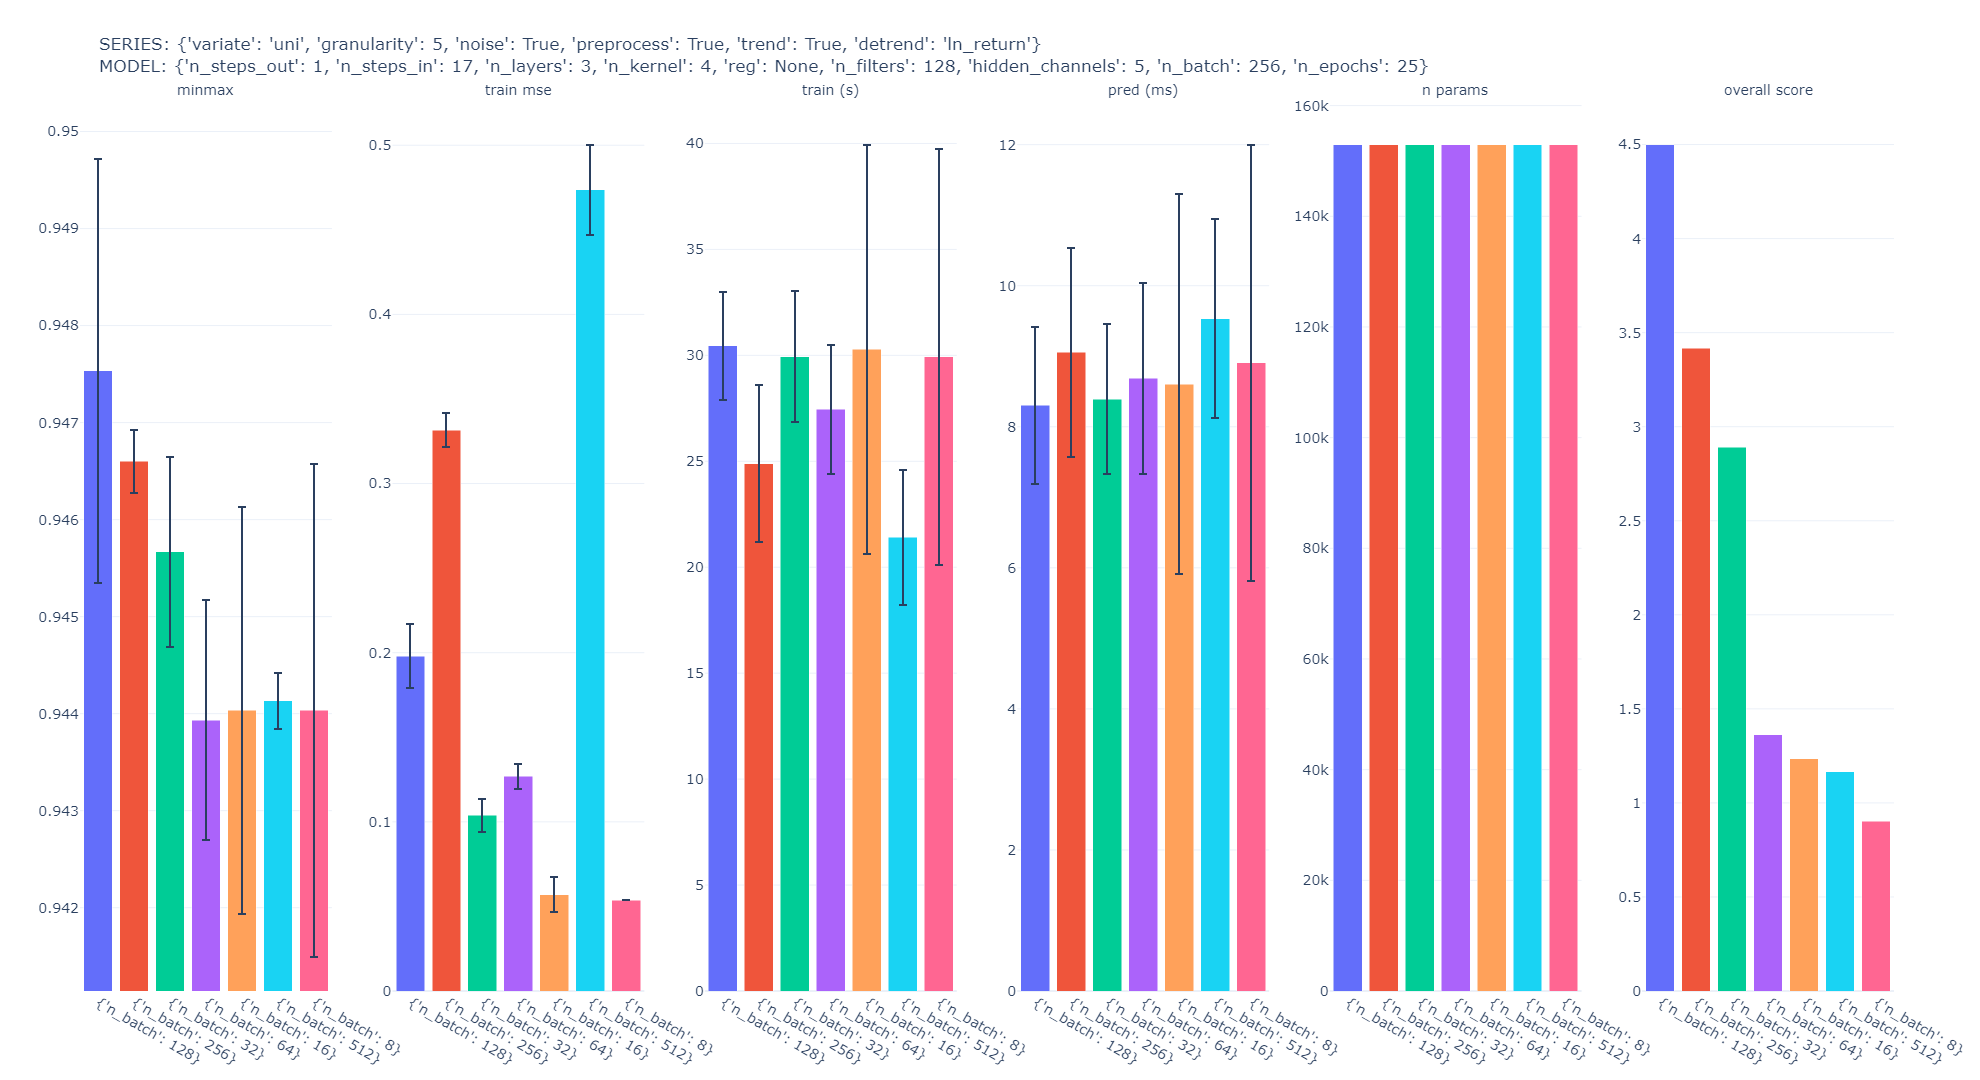 SERIES: {'variate': 'uni', 'granularity': 5, 'noise': True, 'preprocess': True, 'trend': True, 'detrend': 'ln_return'}
MODEL: {'n_steps_out': 1, 'n_steps_in': 17, 'n_layers': 3, 'n_kernel': 4, 'reg': None, 'n_filters': 128, 'hidden_channels': 5, 'n_batch': 256, 'n_epochs': 25}
minmax
0.95
0.949
0.948
0.947
0.946
0.945
0.944
0.943
0.942
{'n_batch': 128}
{'n_batch': 256}
{'n_batch': 32}
{'n_batch': 64}
{'n_batch': 16}
{'n_batch': 512}
{'n_batch': 8}
train mse
0.5
0.4
0.3
0.2
0.1
0
{'n_batch': 128}
{'n_batch': 256}
{'n_batch': 32}
{'n_batch': 64}
{'n_batch': 16}
{'n_batch': 512}
{'n_batch': 8}
train (s)
40
35
30
25
20
15
10
5
0
{'n_batch': 128}
{'n_batch': 256}
{'n_batch': 32}
{'n_batch': 64}
{'n_batch': 16}
{'n_batch': 512}
{'n_batch': 8}
pred (ms)
12
10
8
6
4
2
0
{'n_batch': 128}
{'n_batch': 256}
{'n_batch': 32}
{'n_batch': 64}
{'n_batch': 16}
{'n_batch': 512}
{'n_batch': 8}
n params
160k
140k
120k
100k
80k
60k
40k
20k
0
{'n_batch': 128}
{'n_batch': 256}
{'n_batch': 32}
{'n_batch': 64}
{'n_batch': 16}
{'n_batch': 512}
{'n_batch': 8}
overall score
4.5
4
3.5
3
2.5
2
1.5
1
0.5
0
{'n_batch': 128}
{'n_batch': 256}
{'n_batch': 32}
{'n_batch': 64}
{'n_batch': 16}
{'n_batch': 512}
{'n_batch': 8}